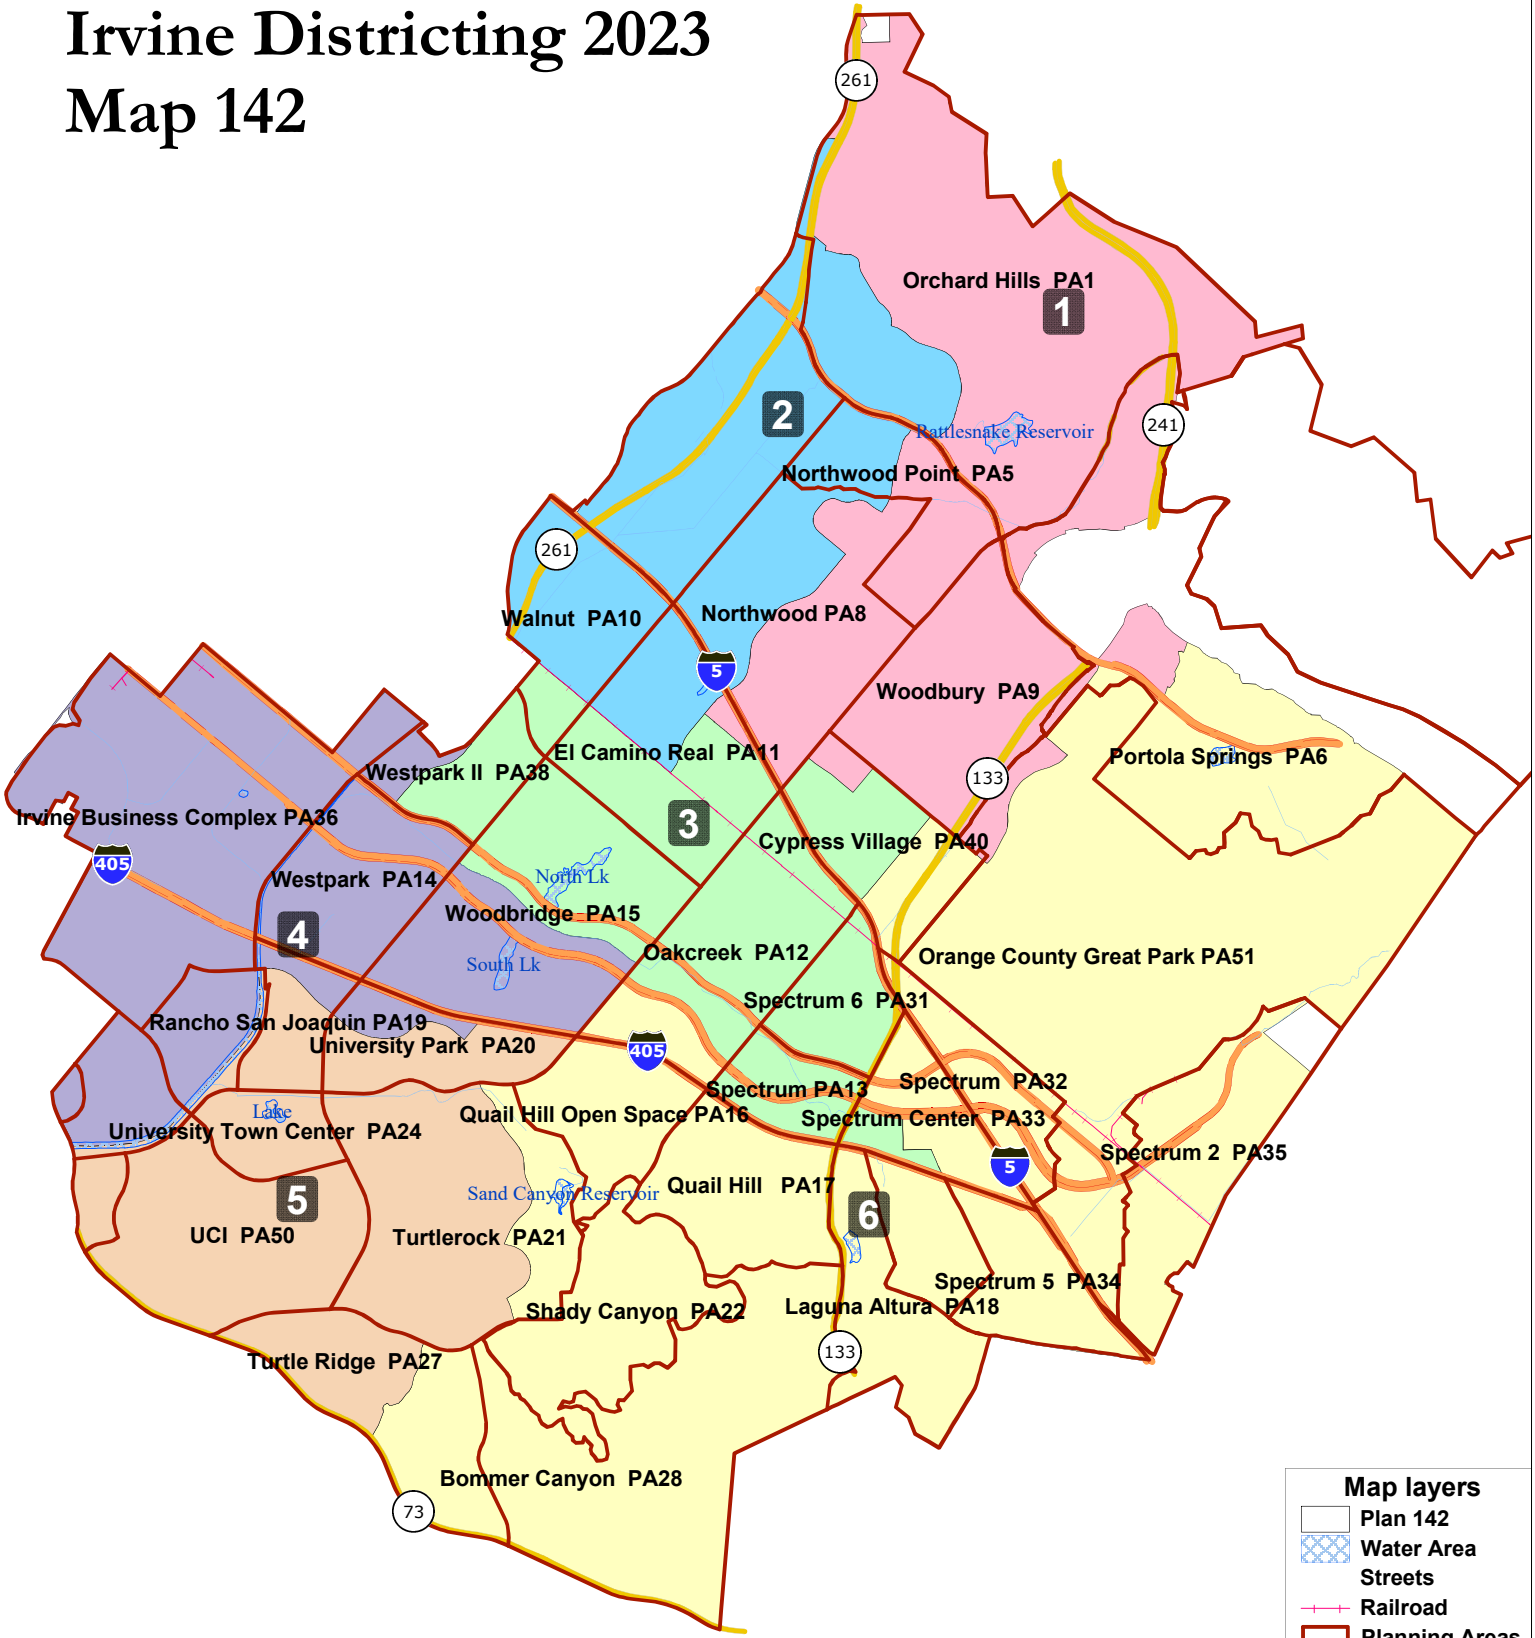 Irvine Districting 2023
Map 142
261
Orchard Hills PA1
1
2
241
Rattlesnake Reservoir
Northwood Point PA5
261
Walnut PA10
Northwood PA8
5
Woodbury PA9
El Camino Real PA11
Portola Springs PA6
Westpark II PA38
133
Irvine Business Complex PA36
3
Cypress Village PA40
405
Westpark PA14
North Lk
Woodbridge PA15
4
Oakcreek PA12
Orange County Great Park PA51
South Lk
Spectrum 6 PA31
Rancho San Joaquin PA19
University Park PA20
405
Spectrum PA13
Spectrum PA32
Lake
Quail Hill Open Space PA16
Spectrum Center PA33
University Town Center PA24
Spectrum 2 PA35
5
Sand Canyon Reservoir
Quail Hill PA17
5
6
UCI PA50
Turtlerock PA21
Spectrum 5 PA34
Shady Canyon PA22
Laguna Altura PA18
133
Turtle Ridge PA27
Bommer Canyon PA28
73
Map layers
Plan 142
Water Area
Streets
Railroad
Planning Areas